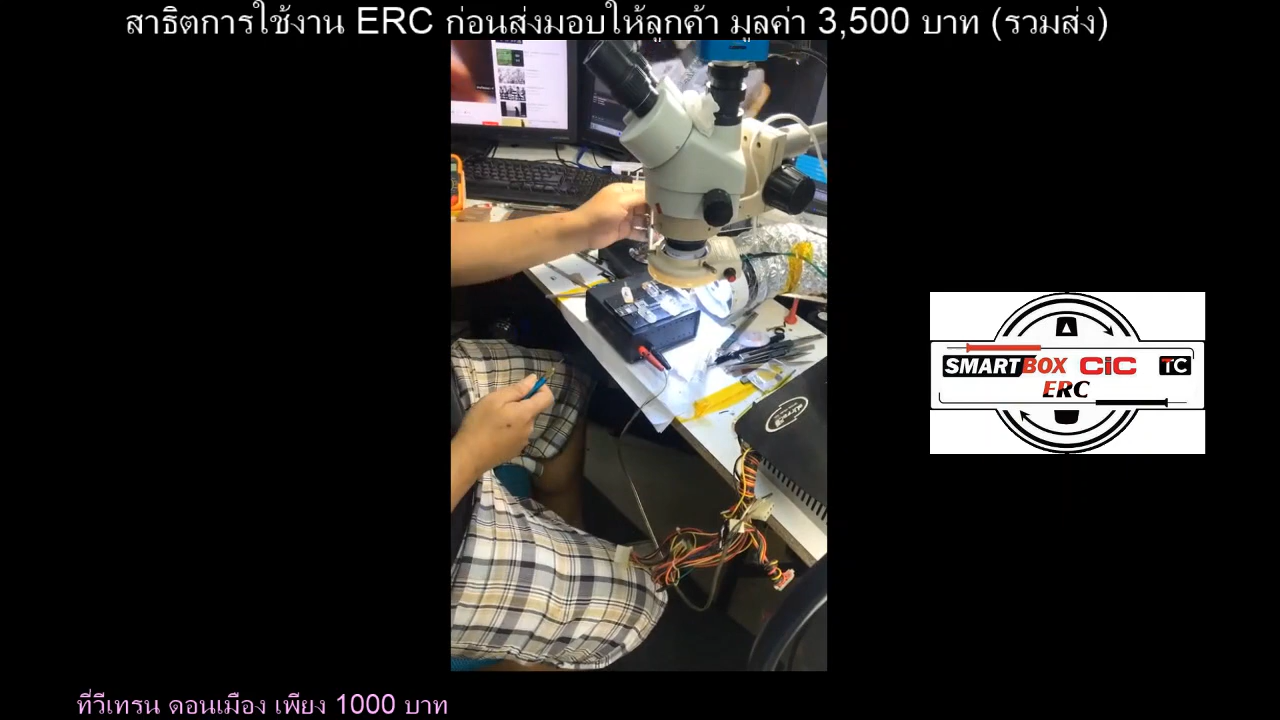 สาธิตการใช้งาน ERC ก่อนส่งมอบให้ลูกค้า มูลค่า 3,500 บาท (รวมส่ง)
SMARTBOX CiC TC
ERC
ที่วีเทรน ดอนเมือง เพียง 1000 บาท